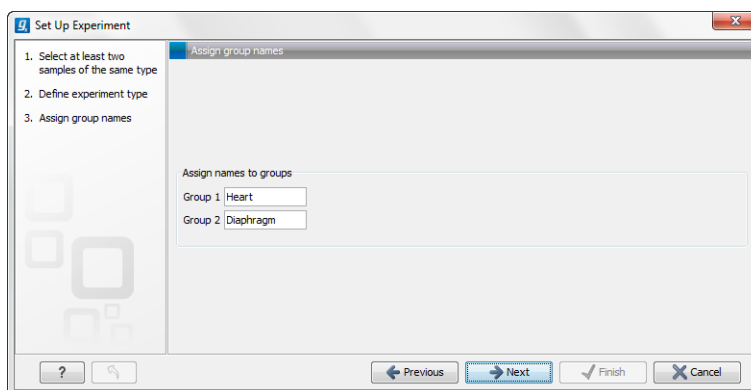 Set Up Experiment
1. Select at least two
samples of the same type
2. Define experiment type
3. Assign group names
Assign group names
Assign names to groups
Group 1 Heart
Group 2 Diaphragm
? Previous Next Finish Cancel